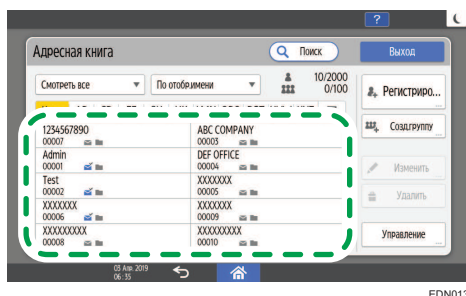 ?
Адресная книга
Поиск
Выход
Смотреть все
По отобр.имени
10/2000
0/100
Регистриро...
1234567890
ABC COMPANY
00007
00003
Созд.группу
Admin
DEF OFFICE
00001
00004
Изменить
Test
XXXXXXX
00002
00005
Удалить
XXXXXXX
XXXXXXX
00006
00009
XXXXXXXXX
XXXXXXXXX
00008
00010
Управление
03 Апр. 2019
06:35